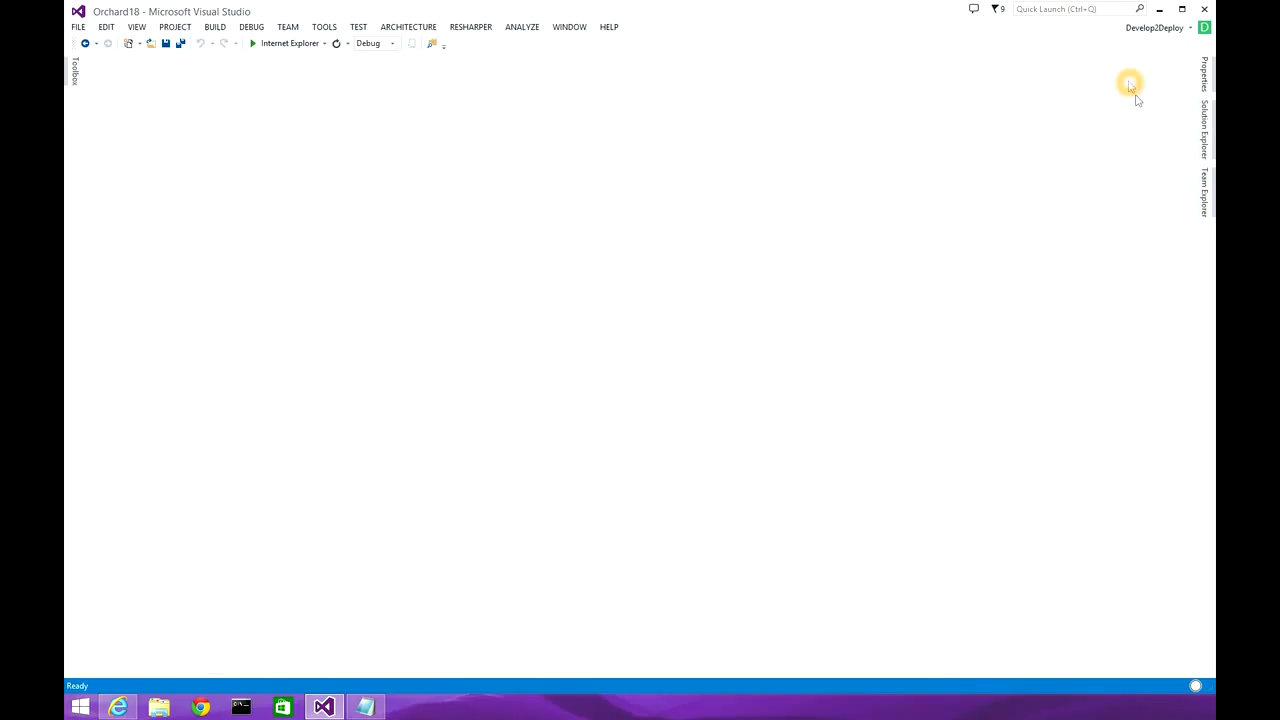 Orchard18 - Microsoft Visual Studio
9
Quick Launch (Ctrl+Q)
FILE EDIT VIEW PROJECT BUILD DEBUG TEAM TOOLS TEST ARCHITECTURE RESHARPER ANALYZE WINDOW HELP
Develop2Deploy
D
Internet Explorer
Debug
Toolbox
Properties
Solution Explorer
Team Explorer
Ready